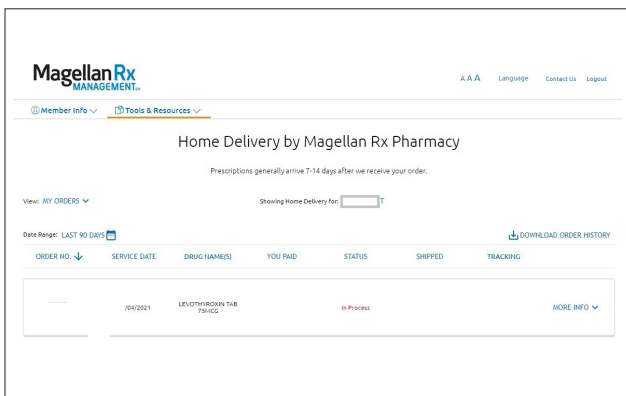 Magellan Rx
MANAGEMENT
A A A Language Contact Us Logout
Member Info Tools & Resources
Home Delivery by Magellan Rx Pharmacy
Prescriptions generally arrive 7-14 days after we receive your order.
View: MY ORDERS Showing Home Delivery for: T
Date Range: LAST 90 DAYS DOWNLOAD ORDER HISTORY
ORDER NO. SERVICE DATE DRUG NAME(S) YOU PAID STATUS SHIPPED TRACKING
/04/2021 LEVOTHYROXIN TAB In Process MORE INFO
75MCG